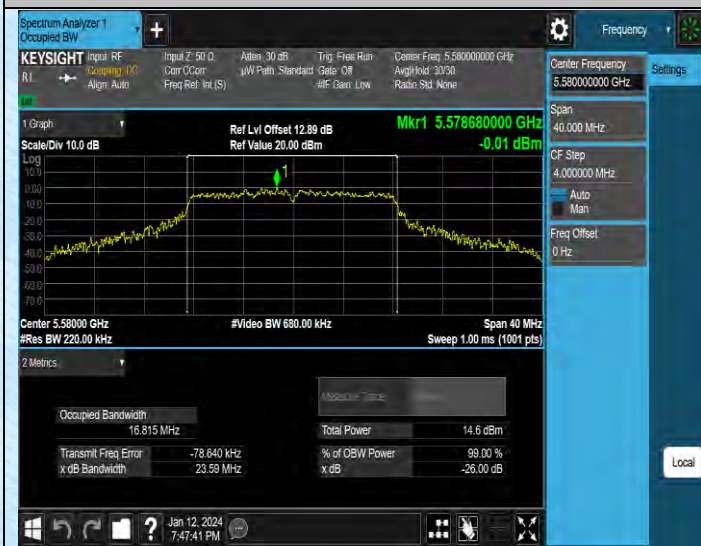 Spectrum Analyzer 1
Occupied BW
+
Frequency
KEYSIGHT
RL
Input: RF
Coupling: DC
Align: Auto
Input Z: 50 Ω
Corr CCorr
Freq Ref: Int (S)
Atten: 30 dB
µW Path: Standard
Trig: Free Run
Gate: Off
#IF Gain: Low
Center Freq: 5.580000000 GHz
Avg|Hold: 30/30
Radio Std: None
Center Frequency
5.580000000 GHz
Settings
Span
40.000 MHz
CF Step
4.000000 MHz
Auto
Man
Freq Offset
0 Hz
1 Graph
Scale/Div 10.0 dB
Ref Lvl Offset 12.89 dB
Ref Value 20.00 dBm
Mkr1 5.578680000 GHz
-0.01 dBm
Log
10.0
0.00
-10.0
-20.0
-30.0
-40.0
-50.0
-60.0
-70.0
1
Center 5.58000 GHz
#Res BW 220.00 kHz
#Video BW 680.00 kHz
Span 40 MHz
Sweep 1.00 ms (1001 pts)
2 Metrics
Measure Trace
Occupied Bandwidth
16.815 MHz
Total Power 14.6 dBm
Transmit Freq Error -78.640 kHz
% of OBW Power 99.00 %
x dB Bandwidth 23.59 MHz
x dB -26.00 dB
Local
?
Jan 12, 2024
7:47:41 PM